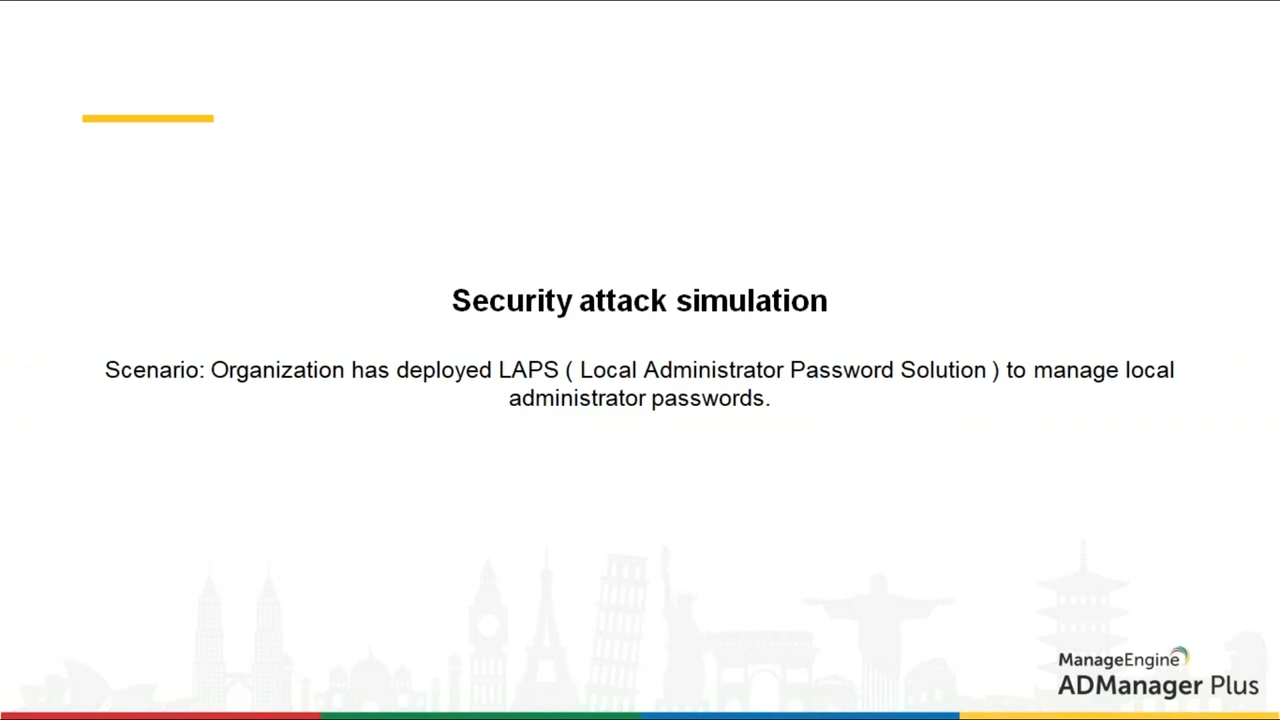 Security attack simulation
Scenario: Organization has deployed LAPS ( Local Administrator Password Solution ) to manage local
administrator passwords.
ManageEngine
ADManager Plus